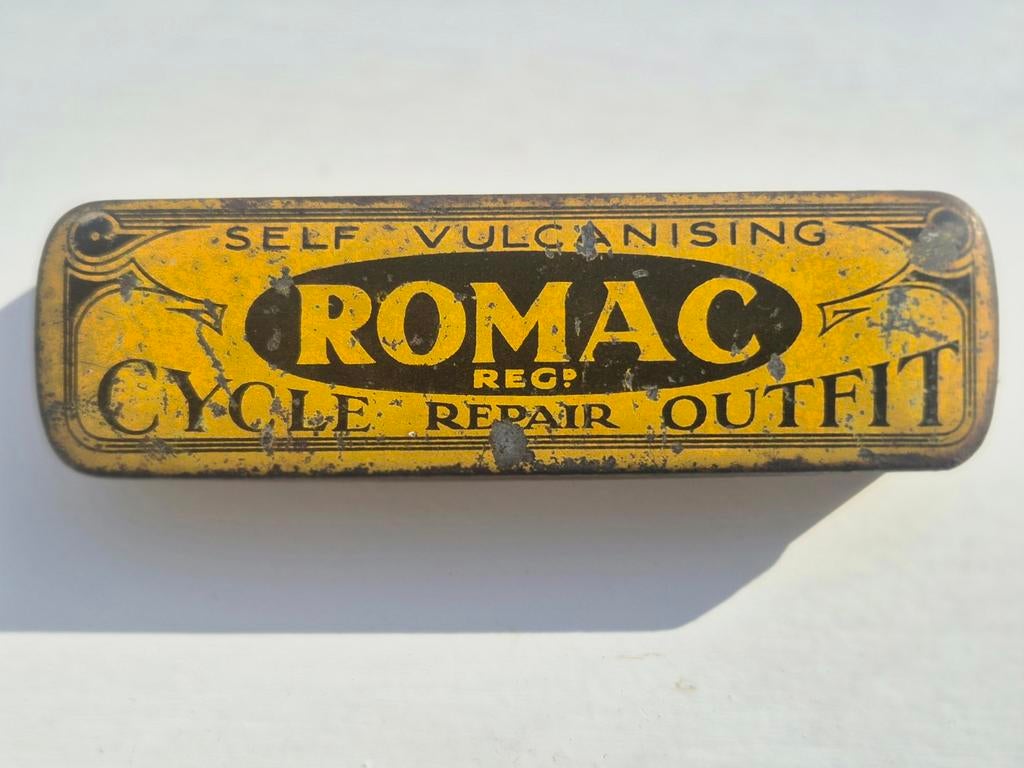 SELF VULCANISING
ROMAC
REGD
CYCLE REPAIR OUTFIT